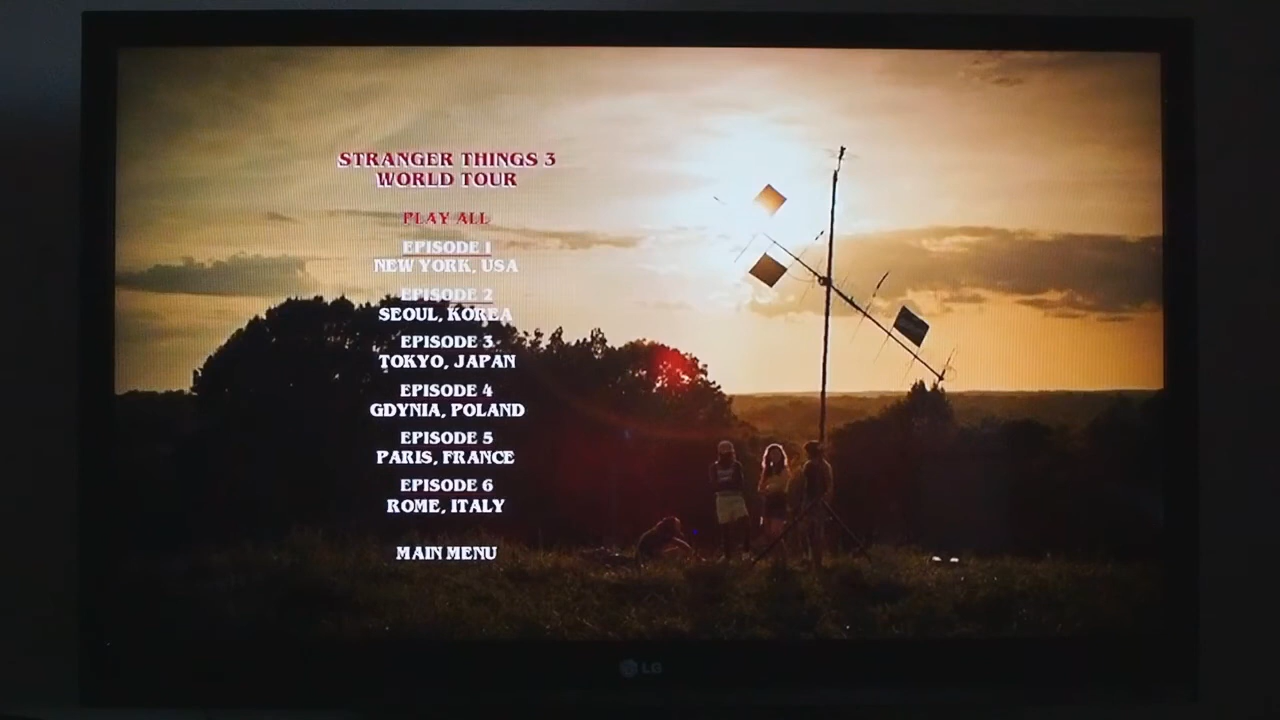 STRANGER THINGS 3
WORLD TOUR
PLAY ALL
EPISODE 1
NEW YORK, USA
EPISODE 2
SEOUL, KOREA
EPISODE 3
TOKYO, JAPAN
EPISODE 4
GDYNIA, POLAND
EPISODE 5
PARIS, FRANCE
EPISODE 6
ROME, ITALY
MAIN MENU
LG